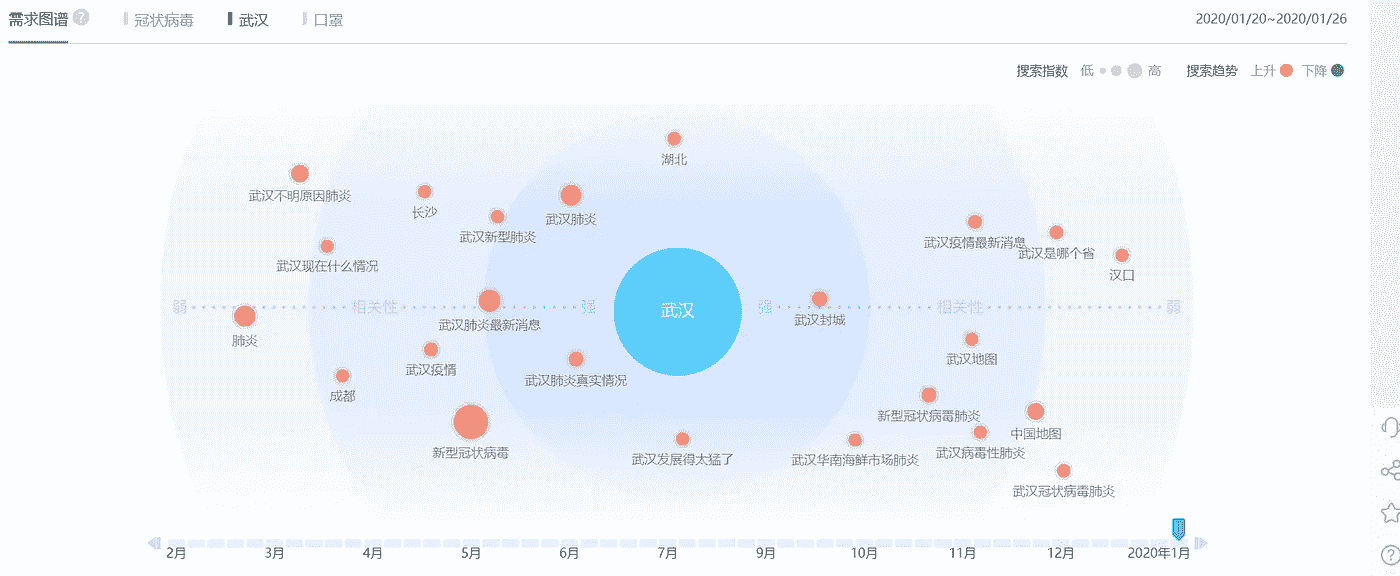 需求图谱 ? 冠状病毒 武汉 口罩 2020/01/20~2020/01/26
搜索指数 低 高 搜索趋势 上升 下降
湖北
武汉不明原因肺炎
长沙
武汉肺炎
武汉新型肺炎
武汉疫情最新消息
武汉是哪个省
武汉现在什么情况
汉口
弱 相关性 强 武汉 强 相关性 弱
武汉肺炎最新消息
武汉封城
肺炎
武汉地图
武汉疫情
武汉肺炎真实情况
成都
新型冠状病毒肺炎
中国地图
新型冠状病毒
武汉发展得太猛了
武汉华南海鲜市场肺炎
武汉病毒性肺炎
武汉冠状病毒肺炎
2月 3月 4月 5月 6月 7月 8月 9月 10月 11月 12月 2020年1月